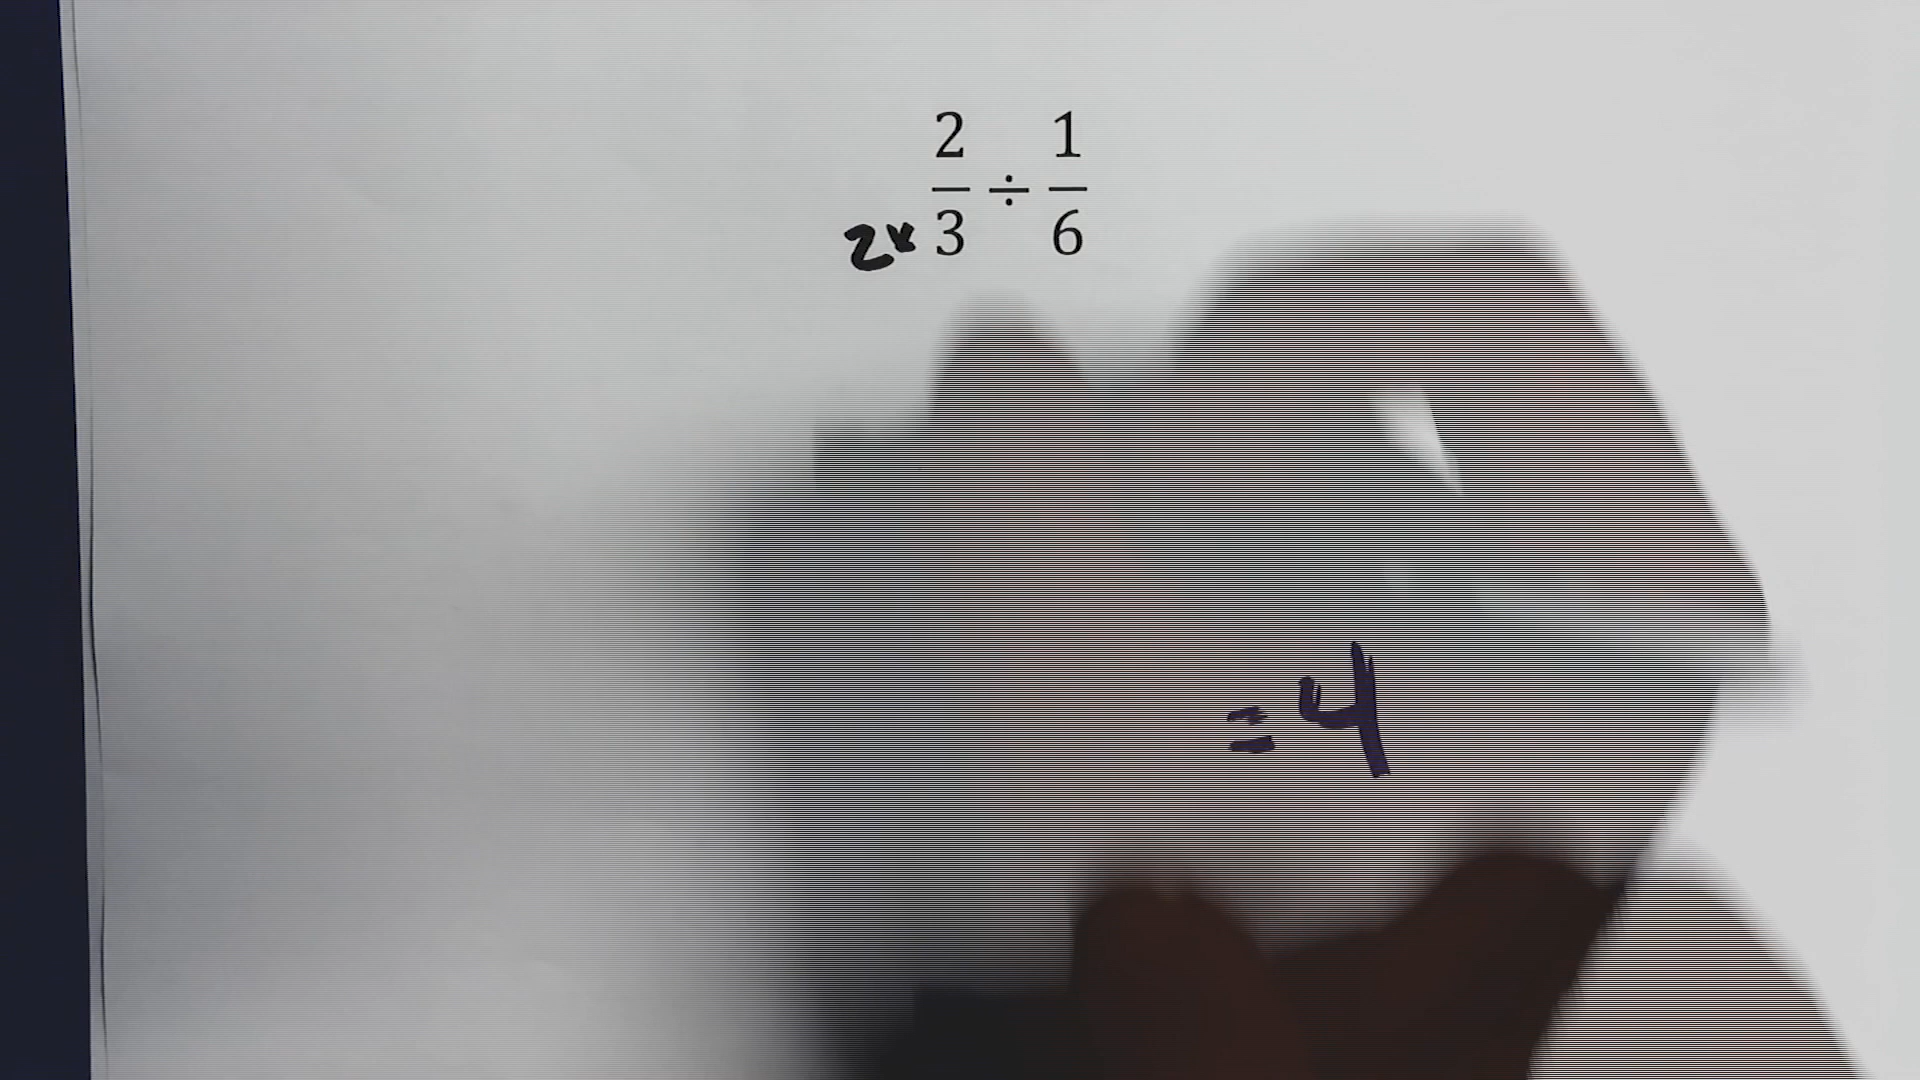 2/3 ÷ 1/6
2×
= 4